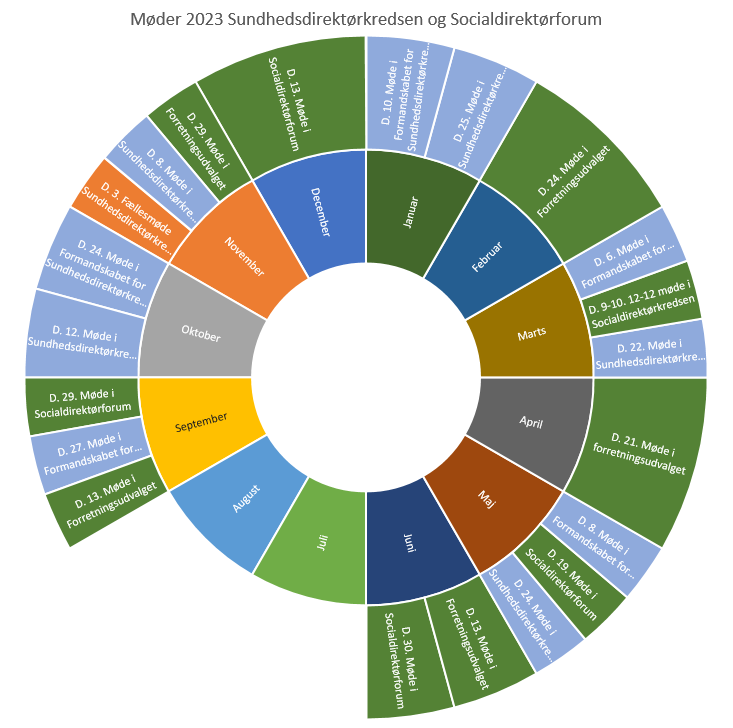 Møder 2023 Sundhedsdirektørkredsen og Socialdirektørforum
Januar
D. 10. Møde i
Formandskabet for
Sundhedsdirektørkre...
D. 25. Møde i
Sundhedsdirektørkre...
Februar
D. 24. Møde i
Forretningsudvalget
Marts
D. 6. Møde i
Formandskabet for...
D. 9-10. 12-12 møde i
Socialdirektørkredsen
D. 22. Møde i
Sundhedsdirektørkre...
April
D. 21. Møde i
forretningsudvalget
Maj
D. 8. Møde i
Formandskabet for...
D. 19. Møde i
Socialdirektørforum
D. 24. Møde i
Sundhedsdirektørkre...
Juni
D. 13. Møde i
Forretningsudvalget
D. 30. Møde i
Socialdirektørforum
Juli
August
September
D. 13. Møde i
Forretningsudvalget
D. 27. Møde i
Formandskabet for...
D. 29. Møde i
Socialdirektørforum
Oktober
D. 12. Møde i
Sundhedsdirektørkre...
D. 24. Møde i
Formandskabet for
Sundhedsdirektørkre...
November
D. 3. Fællesmøde
Sundhedsdirektørkre...
D. 8. Møde i
Sundhedsdirektørkre...
D. 29. Møde i
Forretningsudvalget
December
D. 13. Møde i
Socialdirektørforum